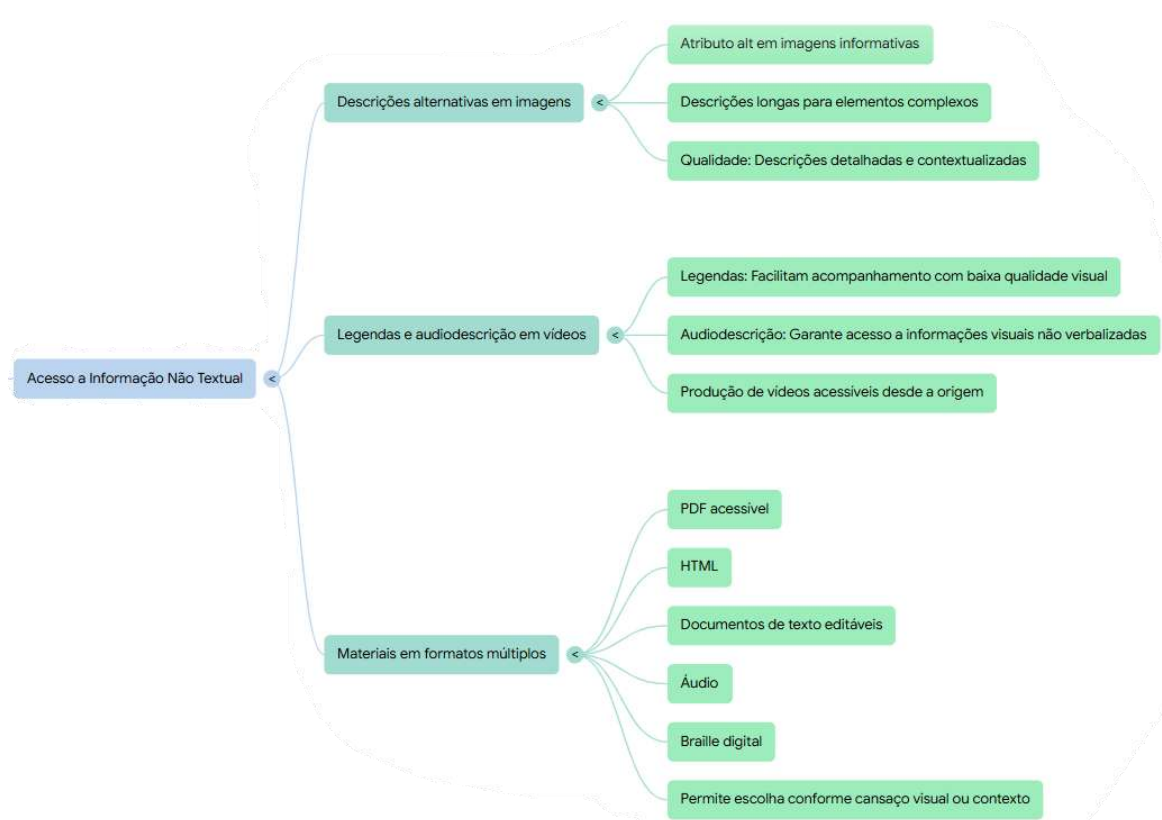 Acesso a Informação Não Textual
<
Descrições alternativas em imagens
<
Atributo alt em imagens informativas
Descrições longas para elementos complexos
Qualidade: Descrições detalhadas e contextualizadas
Legendas e audiodescrição em vídeos
<
Legendas: Facilitam acompanhamento com baixa qualidade visual
Audiodescrição: Garante acesso a informações visuais não verbalizadas
Produção de vídeos acessíveis desde a origem
Materiais em formatos múltiplos
<
PDF acessível
HTML
Documentos de texto editáveis
Áudio
Braille digital
Permite escolha conforme cansaço visual ou contexto